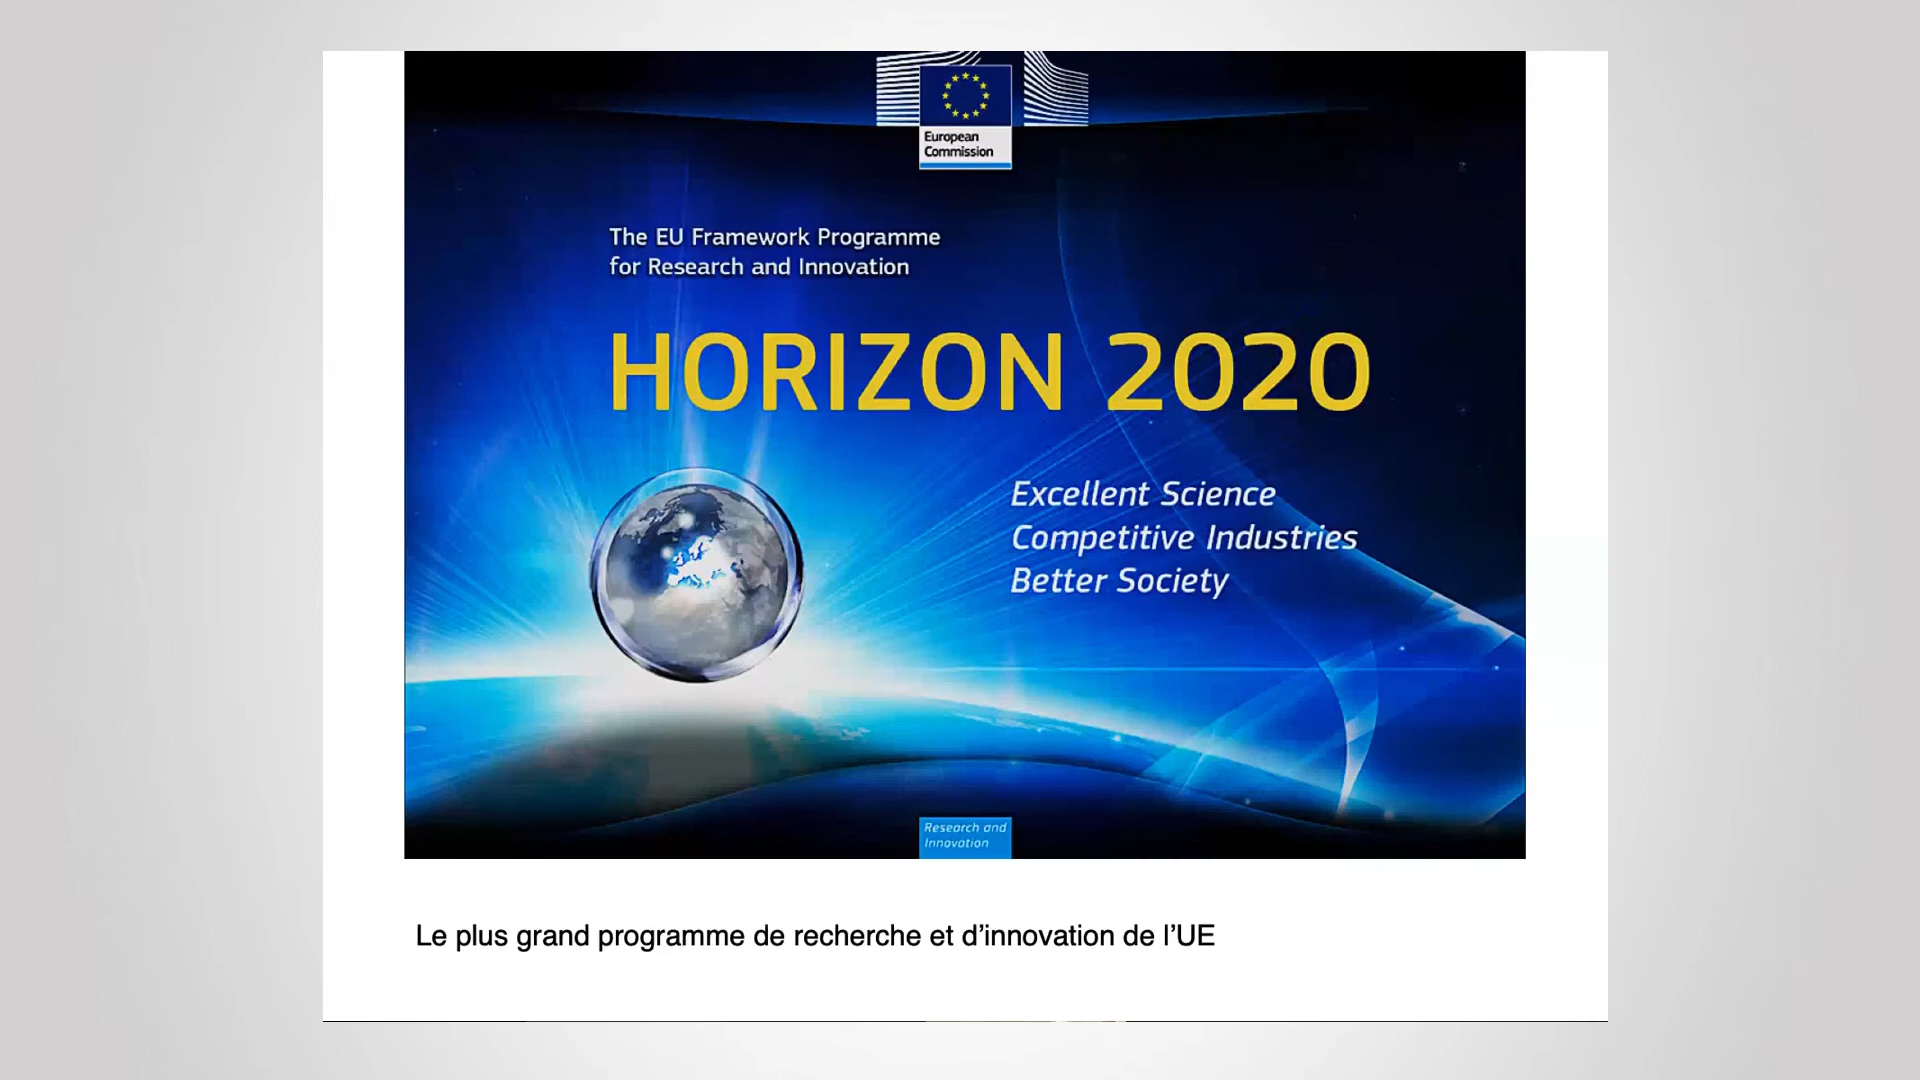 European
Commission
The EU Framework Programme
for Research and Innovation
HORIZON 2020
Excellent Science
Competitive Industries
Better Society
Research and
Innovation
Le plus grand programme de recherche et d’innovation de l’UE